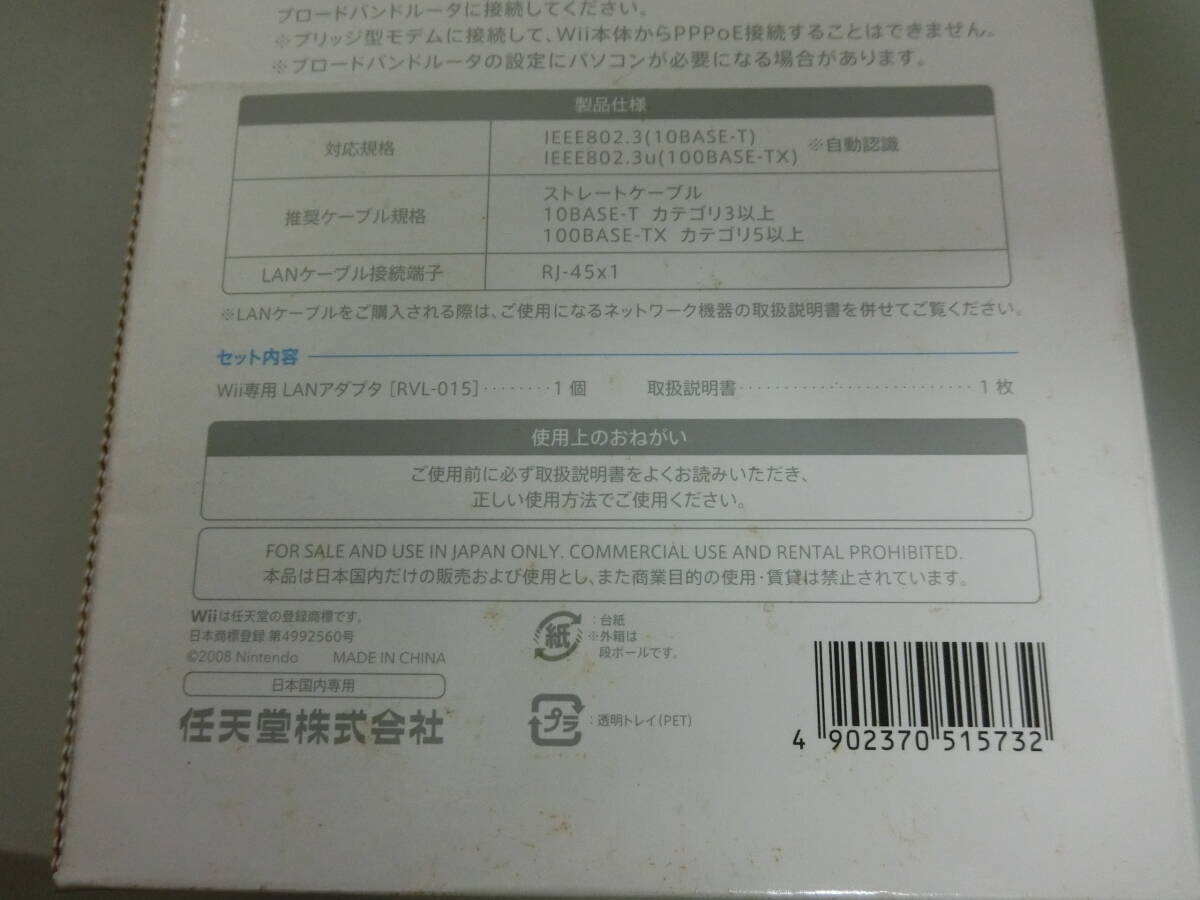 ブロードバンドルータに接続してください。
※ブリッジ型モデムに接続して、Wii本体からPPPoE接続することはできません。
※ブロードバンドルータの設定にパソコンが必要になる場合があります。
製品仕様
対応規格
IEEE802.3(10BASE-T)
IEEE802.3u(100BASE-TX)
※自動認識
推奨ケーブル規格
ストレートケーブル
10BASE-T カテゴリ3以上
100BASE-TX カテゴリ5以上
LANケーブル接続端子
RJ-45x1
※LANケーブルをご購入される際は、ご使用になるネットワーク機器の取扱説明書を併せてご覧ください。
セット内容
Wii専用 LANアダプタ [RVL-015] ········ 1 個 取扱説明書 ··························· 1 枚
使用上のおねがい
ご使用前に必ず取扱説明書をよくお読みいただき、
正しい使用方法でご使用ください。
FOR SALE AND USE IN JAPAN ONLY. COMMERCIAL USE AND RENTAL PROHIBITED.
本品は日本国内だけの販売および使用とし、また商業目的の使用・賃貸は禁止されています。
Wiiは任天堂の登録商標です。
日本商標登録 第4992560号
©2008 Nintendo MADE IN CHINA
日本国内専用
任天堂株式会社
紙
:台紙
※外箱は
段ボールです。
プラ
:透明トレイ(PET)
4 902370 515732